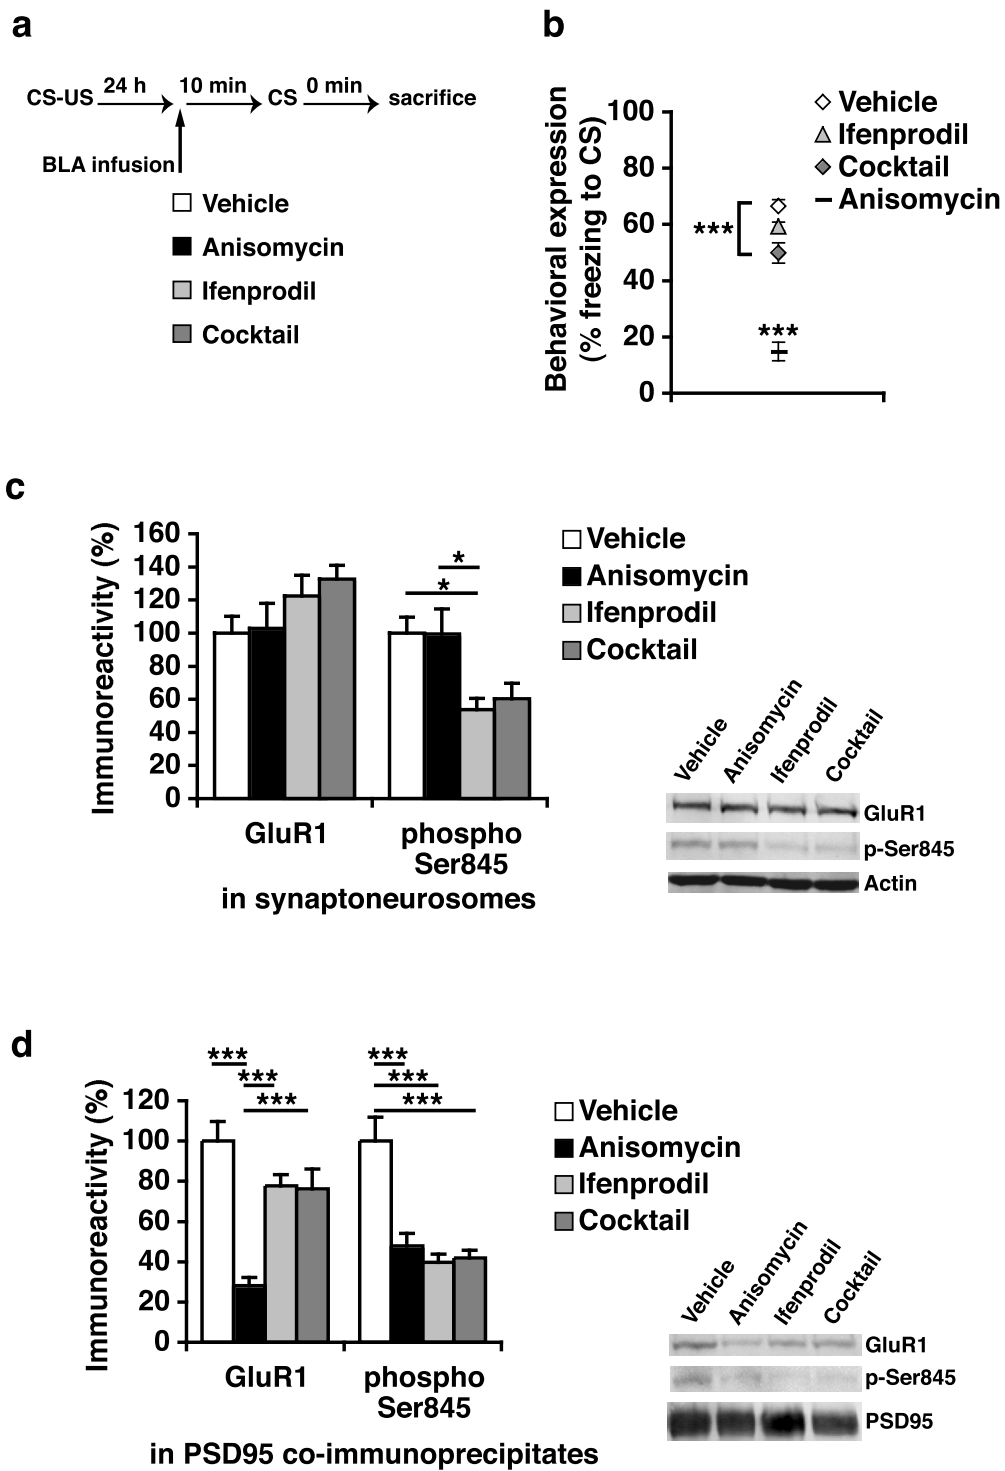 a
24 h 10 min 0 min
CS-US CS sacrifice
BLA infusion
Vehicle
Anisomycin
Ifenprodil
Cocktail
b
Behavioral expression
(% freezing to CS)
100
80
60
40
20
0
***
***
Vehicle
Ifenprodil
Cocktail
Anisomycin
c
Immunoreactivity (%)
160
140
120
100
80
60
40
20
0
*
*
GluR1
phospho
Ser845
in synaptoneurosomes
Vehicle
Anisomycin
Ifenprodil
Cocktail
Vehicle
Anisomycin
Ifenprodil
Cocktail
GluR1
p-Ser845
Actin
d
Immunoreactivity (%)
120
100
80
60
40
20
0
*** ***
*** ***
*** ***
GluR1
phospho
Ser845
in PSD95 co-immunoprecipitates
Vehicle
Anisomycin
Ifenprodil
Cocktail
Vehicle
Anisomycin
Ifenprodil
Cocktail
GluR1
p-Ser845
PSD95